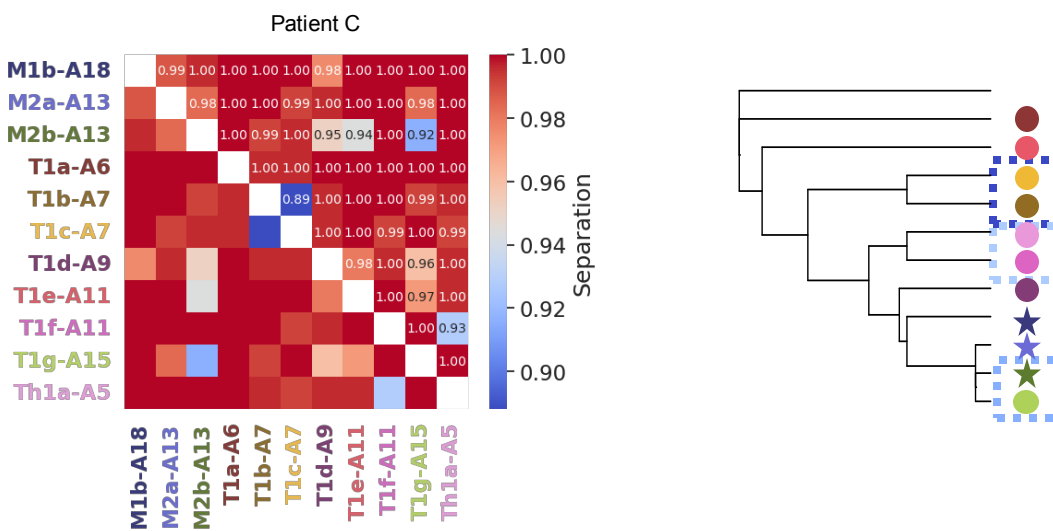 Patient C
M1b-A18 0.99 1.00 1.00 1.00 1.00 0.98 1.00 1.00 1.00 1.00
M2a-A13 0.98 1.00 1.00 0.99 1.00 1.00 1.00 0.98 1.00
M2b-A13 1.00 0.99 1.00 0.95 0.94 1.00 0.92 1.00
T1a-A6 1.00 1.00 1.00 1.00 1.00 1.00 1.00
T1b-A7 0.89 1.00 1.00 1.00 0.99 1.00
T1c-A7 1.00 1.00 0.99 1.00 0.99
T1d-A9 0.98 1.00 0.96 1.00
T1e-A11 1.00 0.97 1.00
T1f-A11 1.00 0.93
T1g-A15 1.00
Th1a-A5
M1b-A18 M2a-A13 M2b-A13 T1a-A6 T1b-A7 T1c-A7 T1d-A9 T1e-A11 T1f-A11 T1g-A15 Th1a-A5
1.00
0.98
0.96
0.94
0.92
0.90
Separation